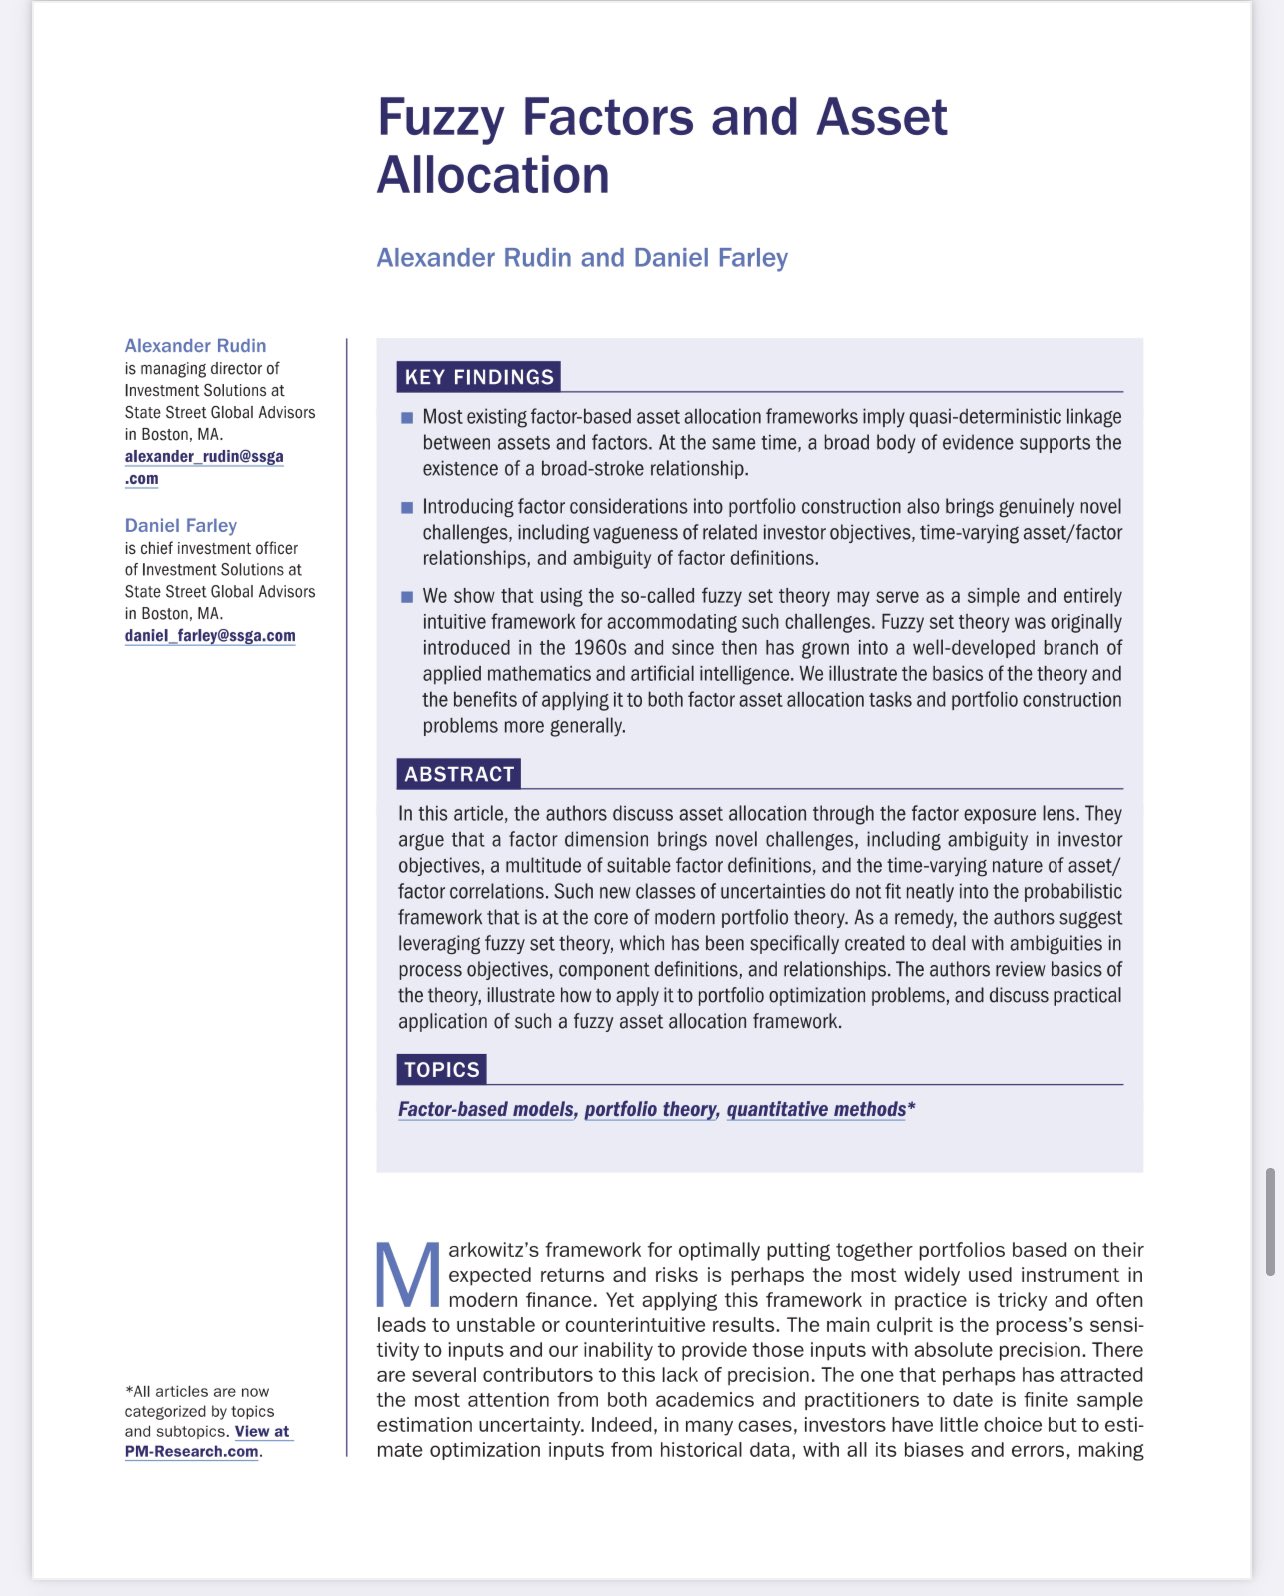 Fuzzy Factors and Asset
Allocation
Alexander Rudin and Daniel Farley
Alexander Rudin
is managing director of
Investment Solutions at
State Street Global Advisors
in Boston, MA.
alexander_rudin@ssga
.com
Daniel Farley
is chief investment officer
of Investment Solutions at
State Street Global Advisors
in Boston, MA.
daniel_farley@ssga.com
*All articles are now
categorized by topics
and subtopics. View at
PM-Research.com.
KEY FINDINGS
■ Most existing factor-based asset allocation frameworks imply quasi-deterministic linkage
between assets and factors. At the same time, a broad body of evidence supports the
existence of a broad-stroke relationship.
■ Introducing factor considerations into portfolio construction also brings genuinely novel
challenges, including vagueness of related investor objectives, time-varying asset/factor
relationships, and ambiguity of factor definitions.
■ We show that using the so-called fuzzy set theory may serve as a simple and entirely
intuitive framework for accommodating such challenges. Fuzzy set theory was originally
introduced in the 1960s and since then has grown into a well-developed branch of
applied mathematics and artificial intelligence. We illustrate the basics of the theory and
the benefits of applying it to both factor asset allocation tasks and portfolio construction
problems more generally.
ABSTRACT
In this article, the authors discuss asset allocation through the factor exposure lens. They
argue that a factor dimension brings novel challenges, including ambiguity in investor
objectives, a multitude of suitable factor definitions, and the time-varying nature of asset/
factor correlations. Such new classes of uncertainties do not fit neatly into the probabilistic
framework that is at the core of modern portfolio theory. As a remedy, the authors suggest
leveraging fuzzy set theory, which has been specifically created to deal with ambiguities in
process objectives, component definitions, and relationships. The authors review basics of
the theory, illustrate how to apply it to portfolio optimization problems, and discuss practical
application of such a fuzzy asset allocation framework.
TOPICS
Factor-based models, portfolio theory, quantitative methods*
Markowitz's framework for optimally putting together portfolios based on their
expected returns and risks is perhaps the most widely used instrument in
modern finance. Yet applying this framework in practice is tricky and often
leads to unstable or counterintuitive results. The main culprit is the process's sensi-
tivity to inputs and our inability to provide those inputs with absolute precision. There
are several contributors to this lack of precision. The one that perhaps has attracted
the most attention from both academics and practitioners to date is finite sample
estimation uncertainty. Indeed, in many cases, investors have little choice but to esti-
mate optimization inputs from historical data, with all its biases and errors, making